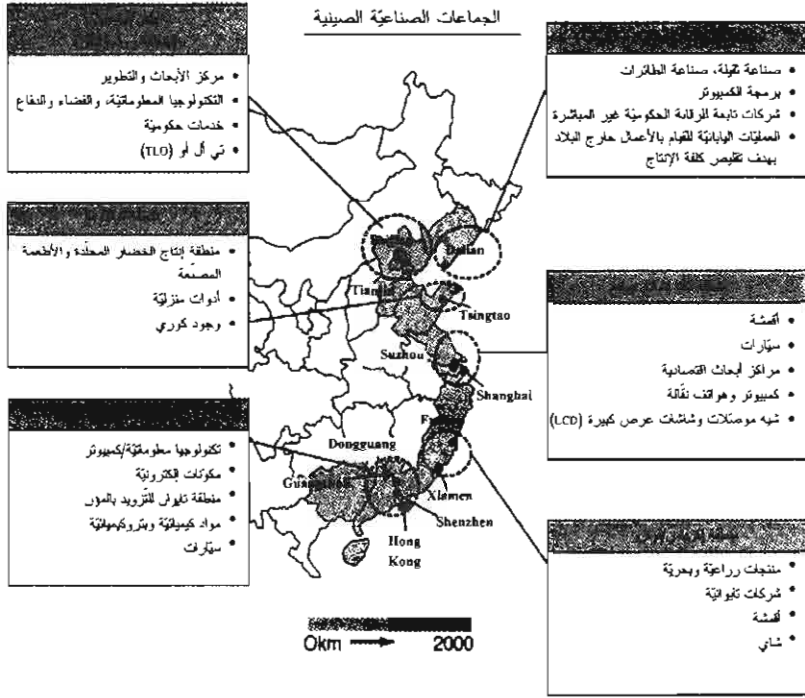 الجماعات الصناعيّة الصينية
• صناعة ثقيلة، صناعة الطائرات
• برمجة الكمبيوتر
• شركات تابعة للرقابة الحكوميّة غير المباشرة
• العمليّات اليابانيّة للقيام بالأعمال خارج البلاد
بهدف تقليص كلفة الإنتاج
• مركز الأبحاث والتطوير
• التكنولوجيا المعلوماتيّة، والفضاء والدفاع
• خدمات حكوميّة
• تي أل أو (TLO)
• منطقة إنتاج الخضار المجلّدة والأطعمة
المصنّعة
• أدوات منزليّة
• وجود كوري
• أقمشة
• سيّارات
• مراكز أبحاث اقتصادية
• كمبيوتر وهواتف نقّالة
• شبه موصّلات وشاشات عرض كبيرة (LCD)
• تكنولوجيا معلوماتيّة/كمبيوتر
• مكوّنات إلكترونيّة
• منطقة تايوان للتزويد بالمؤن
• مواد كيميائيّة وبتروكيميائيّة
• سيّارات
• منتجات زراعيّة وبحريّة
• شركات تايوانيّة
• أقمشة
• شاي
Dalian
Tianjin
Tsingtao
Suzhou
Shanghai
Dongguang
Xiamen
Shenzhen
Hong
Kong
0km
2000